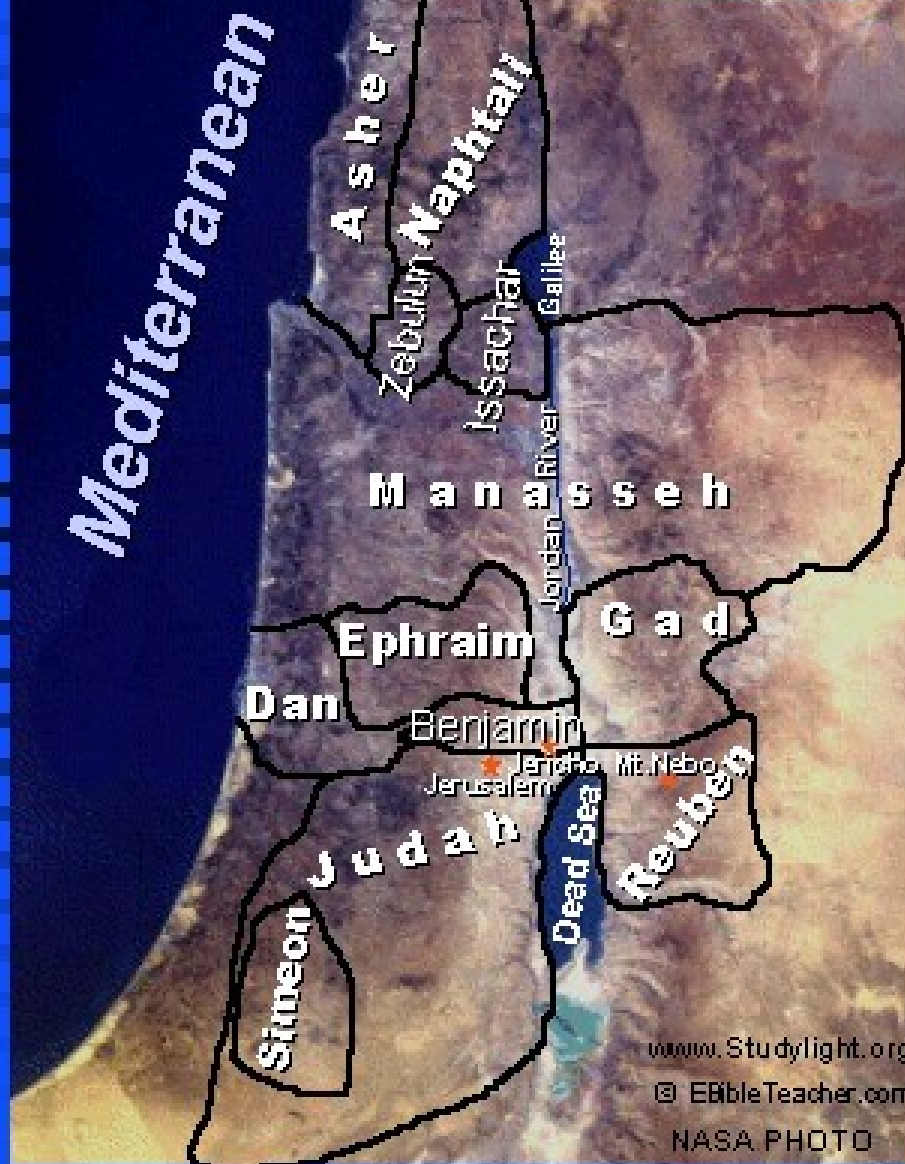 Mediterranean
Asher
Naphtali
Galilee
Zebulun
Issachar
Jordan River
Manasseh
Gad
Ephraim
Dan
Benjamin
Jericho
Mt Nebo
Jerusalem
Reuben
Judah
Dead Sea
Simeon
www.Studylight.org
© EBibleTeacher.com
NASA PHOTO